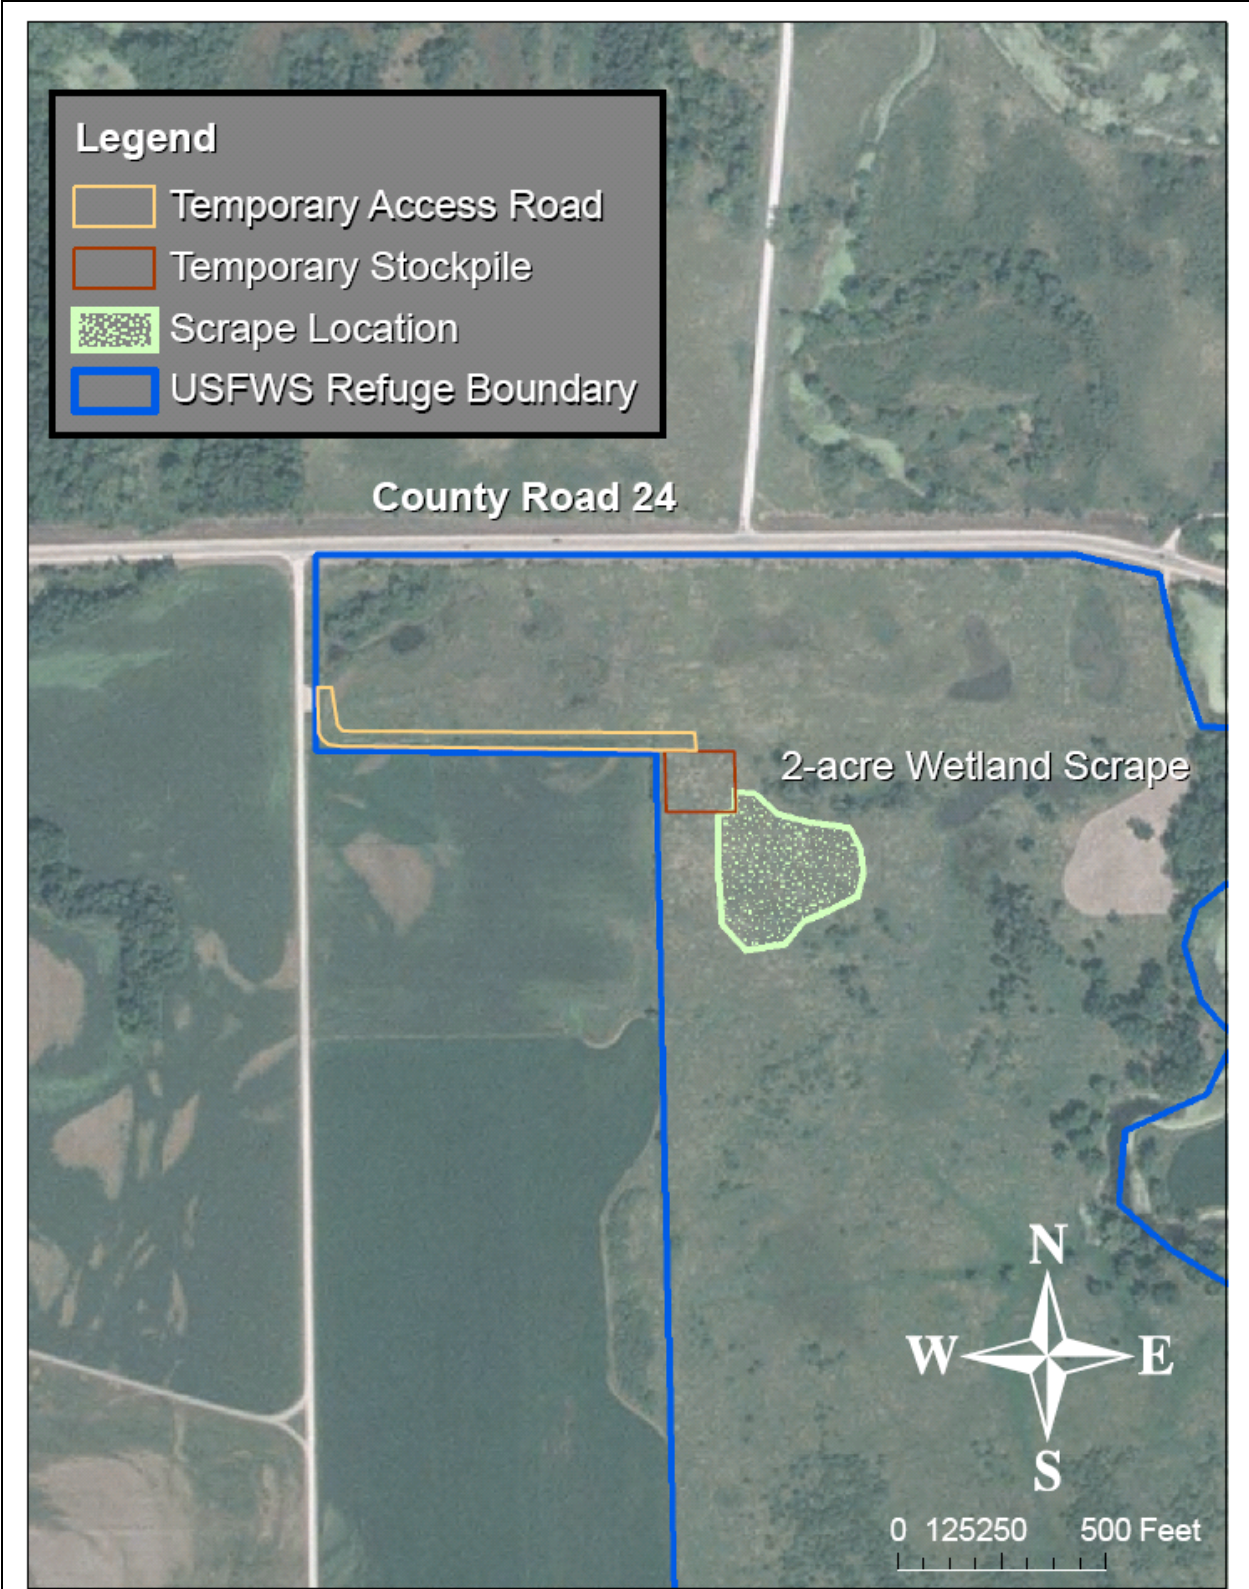 Legend
Temporary Access Road
Temporary Stockpile
Scrape Location
USFWS Refuge Boundary
County Road 24
2-acre Wetland Scrape
N
W E
S
0 125250 500 Feet